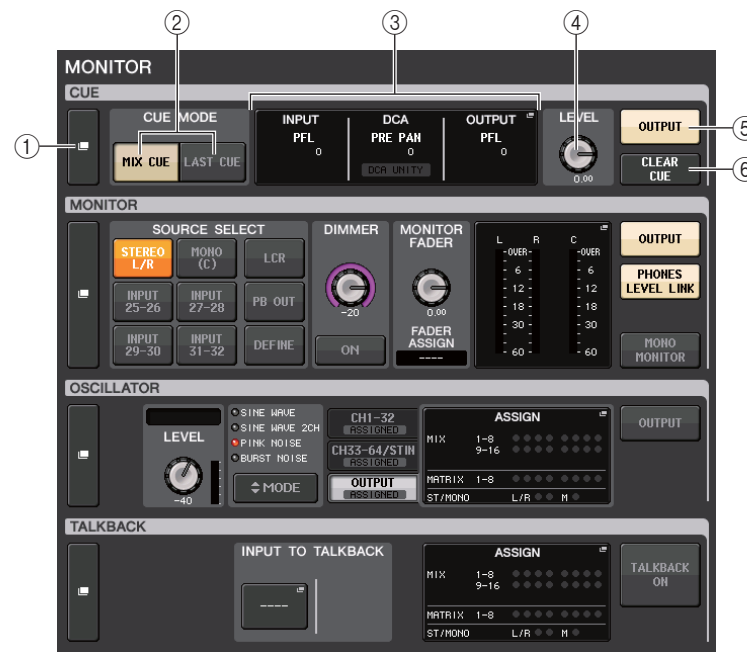 ② ③ ④
MONITOR
CUE
①
CUE MODE
MIX CUE LAST CUE
INPUT
PFL
0
DCA
PRE PAN
0
DCA UNITY
OUTPUT
PFL
0
LEVEL
0.00
OUTPUT
⑤
CLEAR
CUE
⑥
MONITOR
SOURCE SELECT
STEREO
L/R
MONO
(C)
LCR
INPUT
25-26
INPUT
27-28
PB OUT
INPUT
29-30
INPUT
31-32
DEFINE
DIMMER
-20
ON
MONITOR
FADER
0.00
FADER
ASSIGN
----
L R C
-OVER- -OVER
6 6
12 12
18 18
30 30
60 60
OUTPUT
PHONES
LEVEL LINK
MONO
MONITOR
OSCILLATOR
LEVEL
-40
SINE WAVE
SINE WAVE 2CH
PINK NOISE
BURST NOISE
MODE
CH1-32
ASSIGNED
CH33-64/STIN
ASSIGNED
OUTPUT
ASSIGNED
ASSIGN
MIX 1-8
9-16
MATRIX 1-8
ST/MONO L/R M
OUTPUT
TALKBACK
INPUT TO TALKBACK
----
ASSIGN
MIX 1-8
9-16
MATRIX 1-8
ST/MONO L/R M
TALKBACK
ON